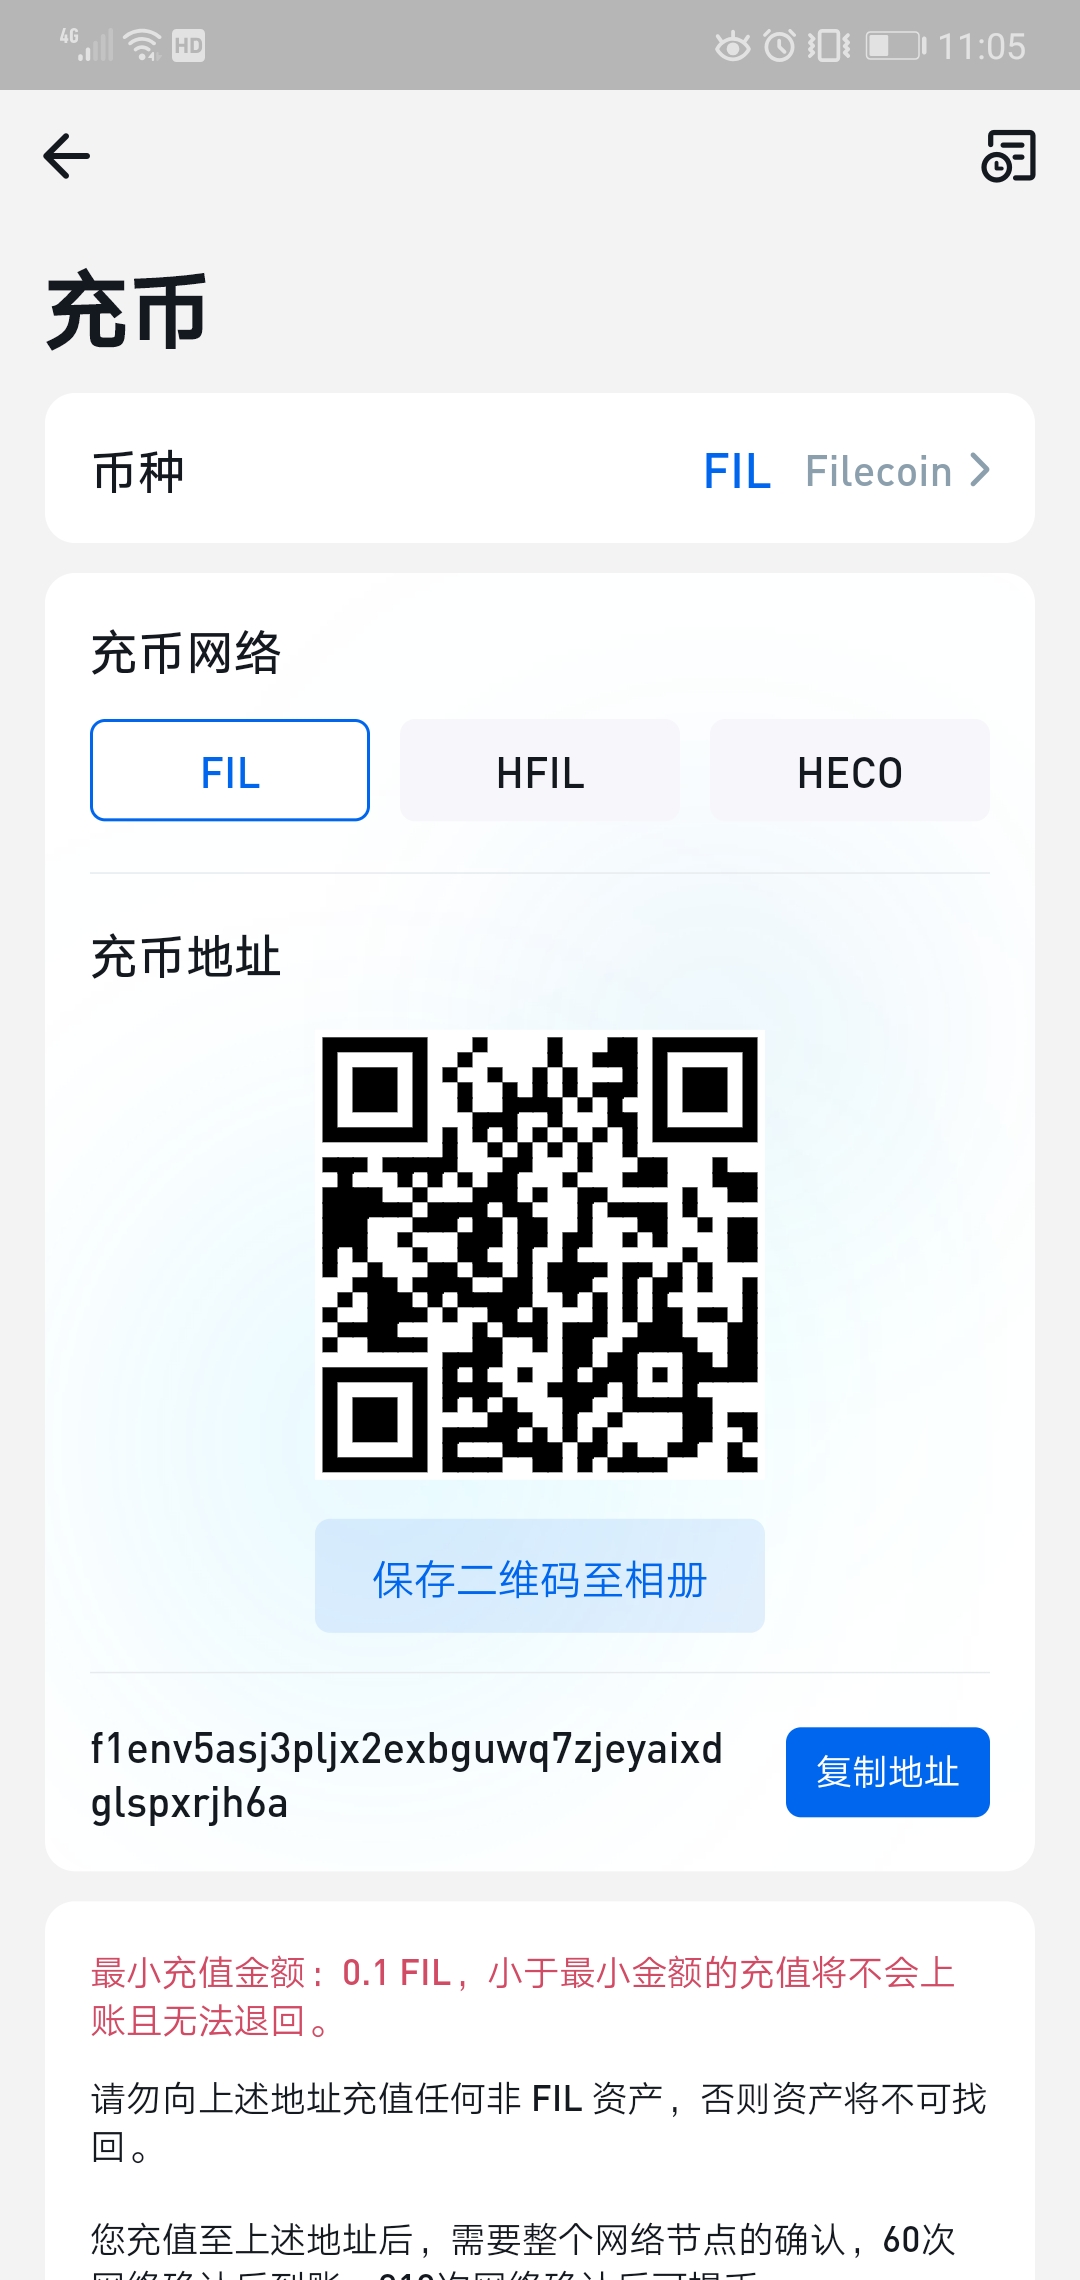 4G HD 11:05
充币
币种 FIL Filecoin
充币网络
FIL HFIL HECO
充币地址
保存二维码至相册
f1env5asj3pljx2exbguwq7zjeyaixd
glspxrjh6a
复制地址
最小充值金额：0.1 FIL，小于最小金额的充值将不会上
账且无法退回。
请勿向上述地址充值任何非 FIL 资产，否则资产将不可找
回。
您充值至上述地址后，需要整个网络节点的确认，60次